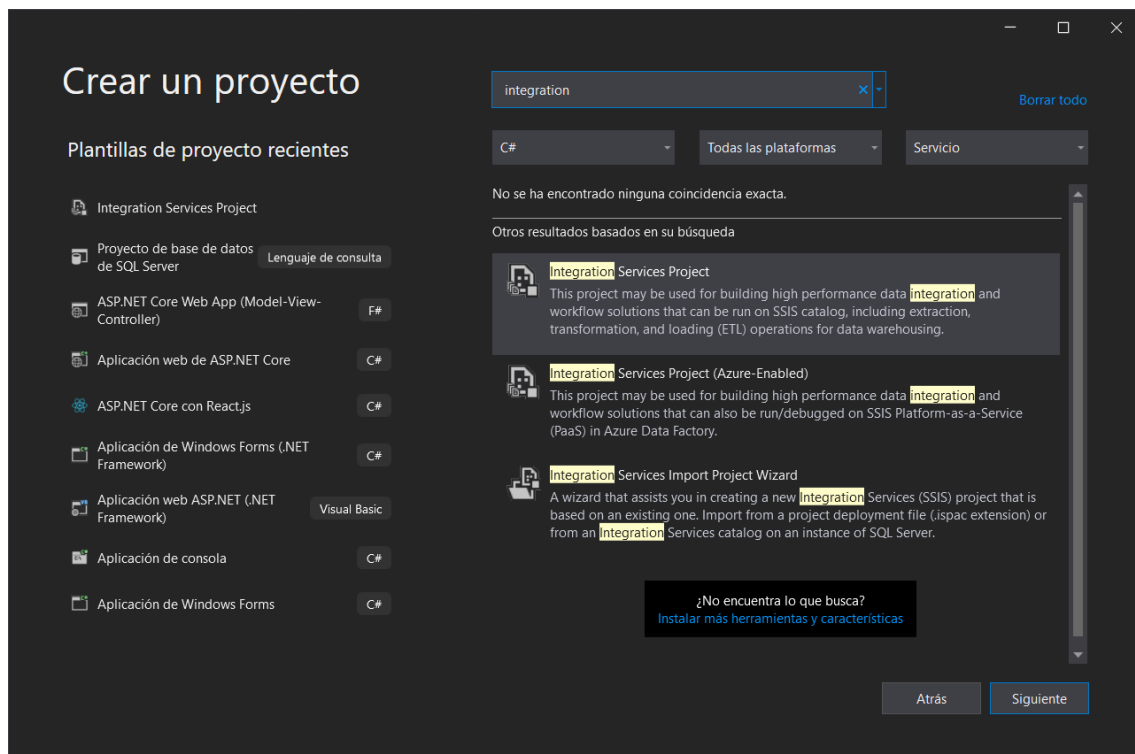 Crear un proyecto
Plantillas de proyecto recientes
Integration Services Project
Proyecto de base de datos
de SQL Server
Lenguaje de consulta
ASP.NET Core Web App (Model-View-
Controller)
F#
Aplicación web de ASP.NET Core
C#
ASP.NET Core con React.js
C#
Aplicación de Windows Forms (.NET
Framework)
C#
Aplicación web ASP.NET (.NET
Framework)
Visual Basic
Aplicación de consola
C#
Aplicación de Windows Forms
C#
integration
Borrar todo
C#
Todas las plataformas
Servicio
No se ha encontrado ninguna coincidencia exacta.
Otros resultados basados en su búsqueda
Integration Services Project
This project may be used for building high performance data integration and
workflow solutions that can be run on SSIS catalog, including extraction,
transformation, and loading (ETL) operations for data warehousing.
Integration Services Project (Azure-Enabled)
This project may be used for building high performance data integration and
workflow solutions that can also be run/debugged on SSIS Platform-as-a-Service
(PaaS) in Azure Data Factory.
Integration Services Import Project Wizard
A wizard that assists you in creating a new Integration Services (SSIS) project that is
based on an existing one. Import from a project deployment file (.ispac extension) or
from an Integration Services catalog on an instance of SQL Server.
¿No encuentra lo que busca?
Instalar más herramientas y características
Atrás
Siguiente